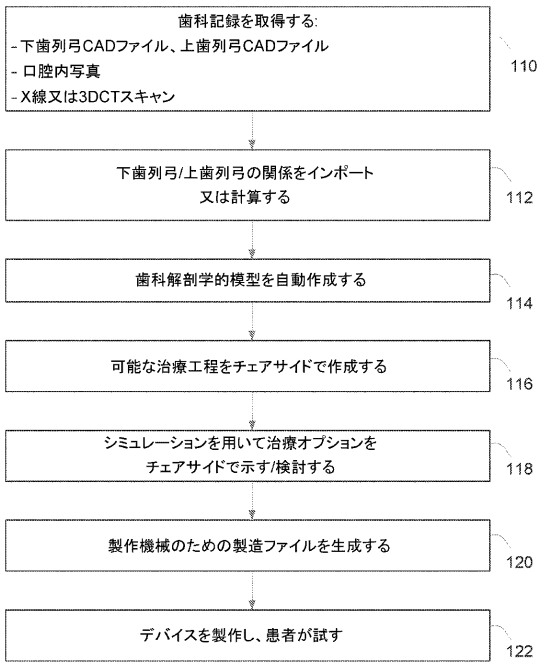 歯科記録を取得する:
- 下歯列弓CADファイル、上歯列弓CADファイル
- 口腔内写真
- X線又は3DCTスキャン
110
下歯列弓/上歯列弓の関係をインポート
又は計算する
112
歯科解剖学的模型を自動作成する
114
可能な治療工程をチェアサイドで作成する
116
シミュレーションを用いて治療オプションを
チェアサイドで示す/検討する
118
製作機械のための製造ファイルを生成する
120
デバイスを製作し、患者が試す
122